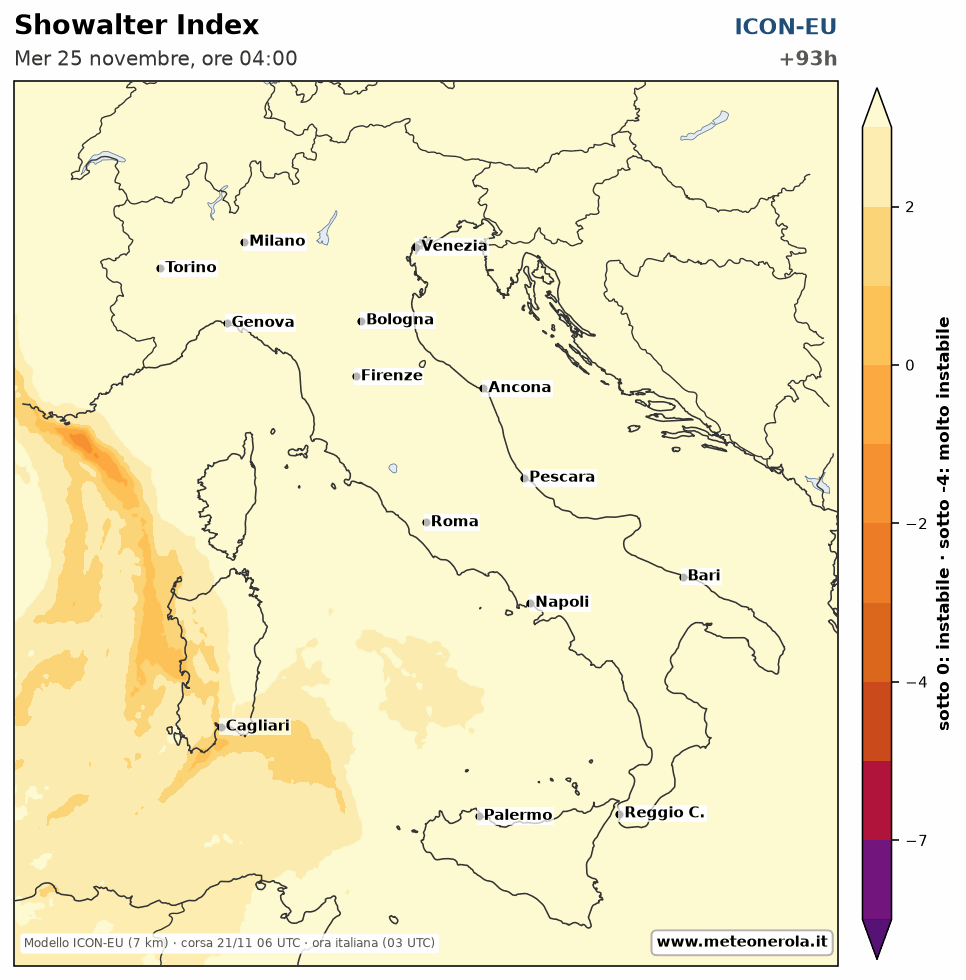 Showalter Index
ICON-EU
Mer 25 novembre, ore 04:00
+93h
Milano
Venezia
Torino
Genova
Bologna
Firenze
Ancona
Pescara
Roma
Bari
Napoli
Cagliari
Palermo
Reggio C.
2
0
−2
−4
−7
sotto 0: instabile · sotto -4: molto instabile
Modello ICON-EU (7 km) · corsa 21/11 06 UTC · ora italiana (03 UTC)
www.meteonerola.it